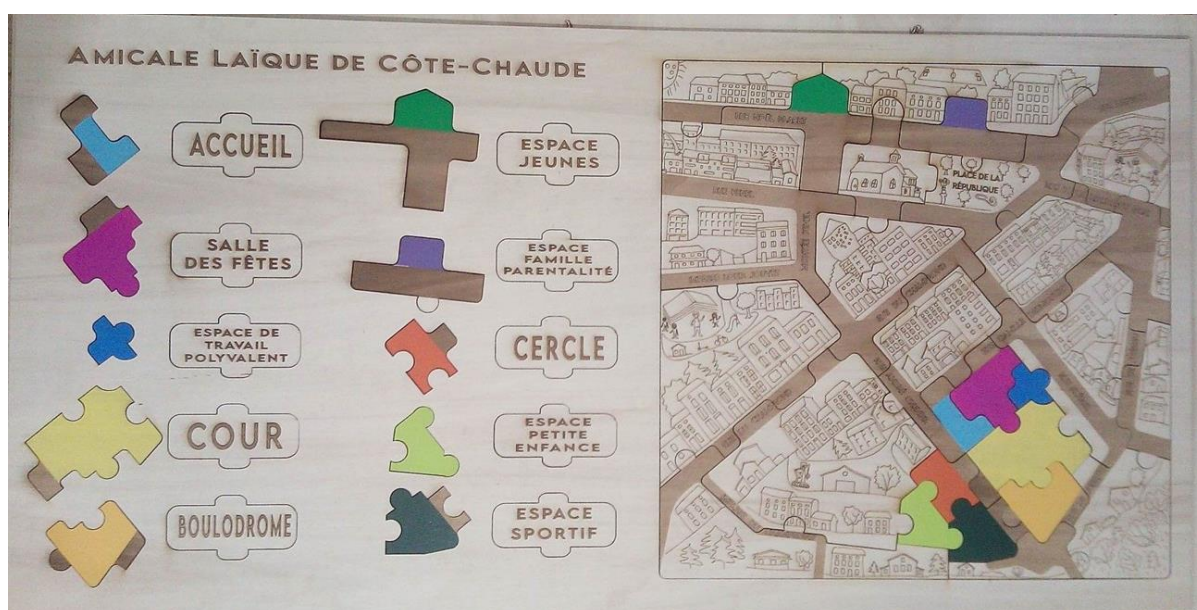 AMICALE LAÏQUE DE CÔTE-CHAUDE
ACCUEIL
SALLE
DES FÊTES
ESPACE DE
TRAVAIL
POLYVALENT
COUR
BOULODROME
ESPACE
JEUNES
ESPACE
FAMILLE
PARENTALITÉ
CERCLE
ESPACE
PETITE
ENFANCE
ESPACE
SPORTIF
PLACE DE LA
RÉPUBLIQUE